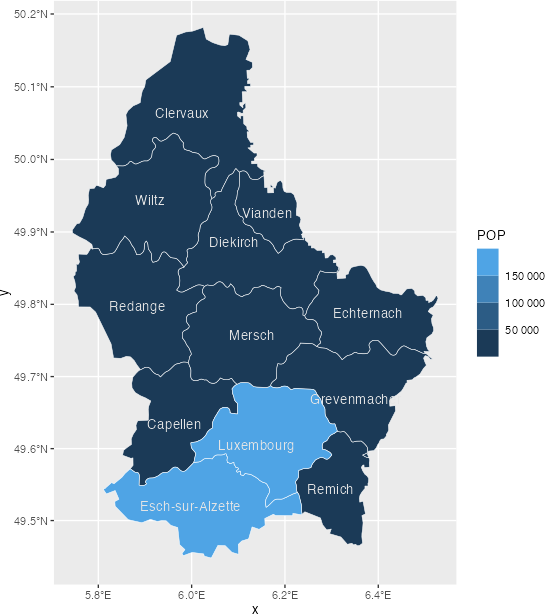 50.2°N
50.1°N
50.0°N
49.9°N
49.8°N
49.7°N
49.6°N
49.5°N
y
Clervaux
Wiltz
Vianden
Diekirch
Redange
Echternach
Mersch
Grevenmacher
Capellen
Luxembourg
Remich
Esch-sur-Alzette
5.8°E
6.0°E
6.2°E
6.4°E
x
POP
150 000
100 000
50 000